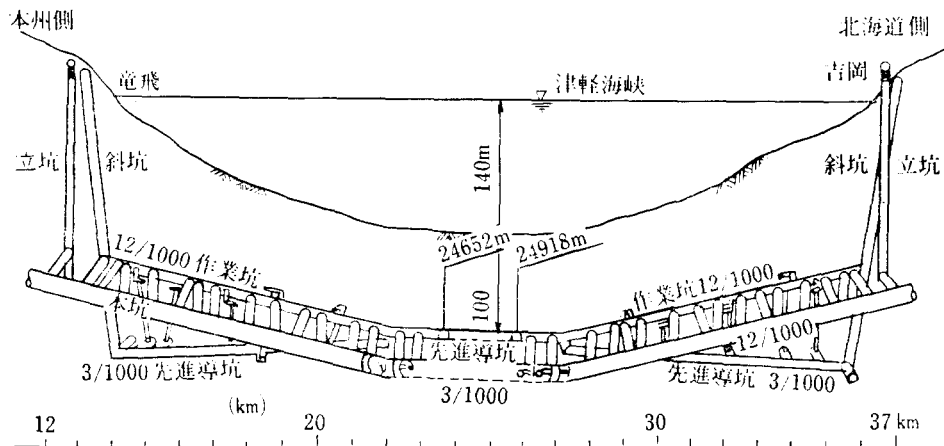 本州側
北海道側
竜飛
津軽海峡
吉岡
立坑
斜坑
140m
斜坑
立坑
24652m
24918m
12/1000 作業坑
作業坑 12/1000
本坑
100
先進導坑
12/1000
3/1000 先進導坑
3/1000
先進導坑 3/1000
(km)
12
20
30
37 km